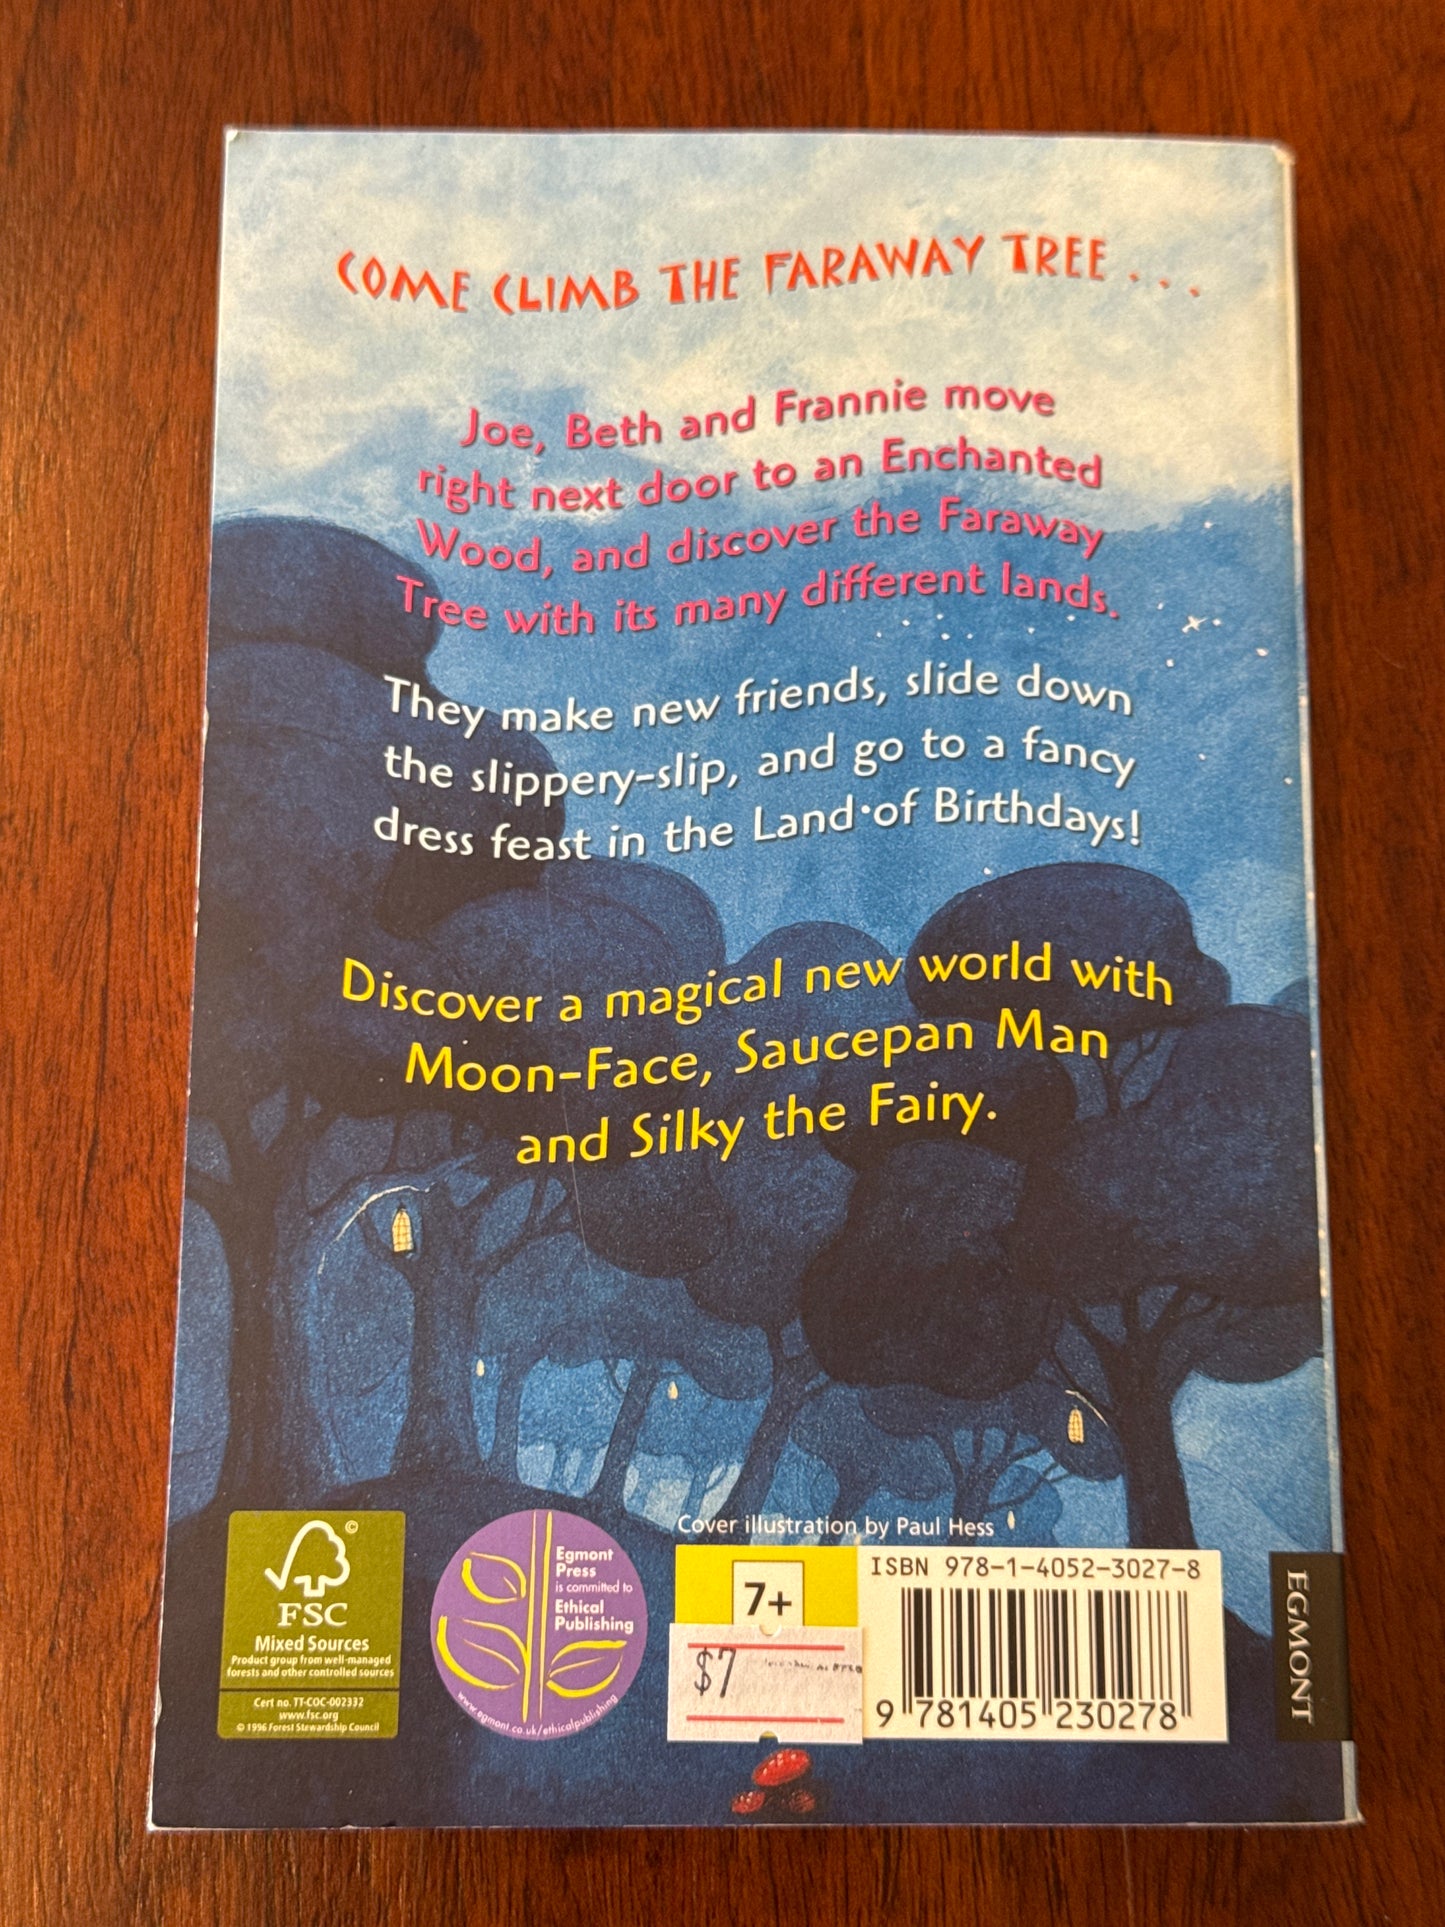 COME CLIMB THE FARAWAY TREE . . .
Joe, Beth and Frannie move
right next door to an Enchanted
Wood, and discover the Faraway
Tree with its many different lands.
They make new friends, slide down
the slippery-slip, and go to a fancy
dress feast in the Land of Birthdays!
Discover a magical new world with
Moon-Face, Saucepan Man
and Silky the Fairy.
Cover illustration by Paul Hess
©
FSC
Mixed Sources
Product group from well-managed
forests and other controlled sources
Cert no. TT-COC-002332
www.fsc.org
© 1996 Forest Stewardship Council
Egmont
Press
is committed to
Ethical
Publishing
www.egmont.co.uk/ethicalpublishing
7+
$7
ISBN 978-1-4052-3027-8
9 781405 230278
EGMONT